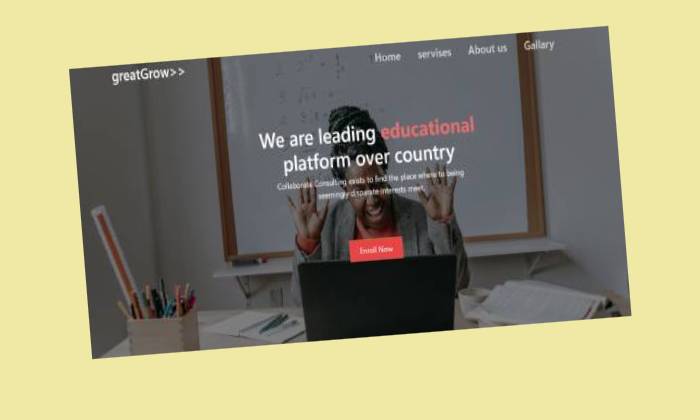 greatGrow>>
Home servises About us Gallary
We are leading educational
platform over country
Collaborate Consulting exists to find the place where to being
seemingly disparate interests meet.
Enroll Now